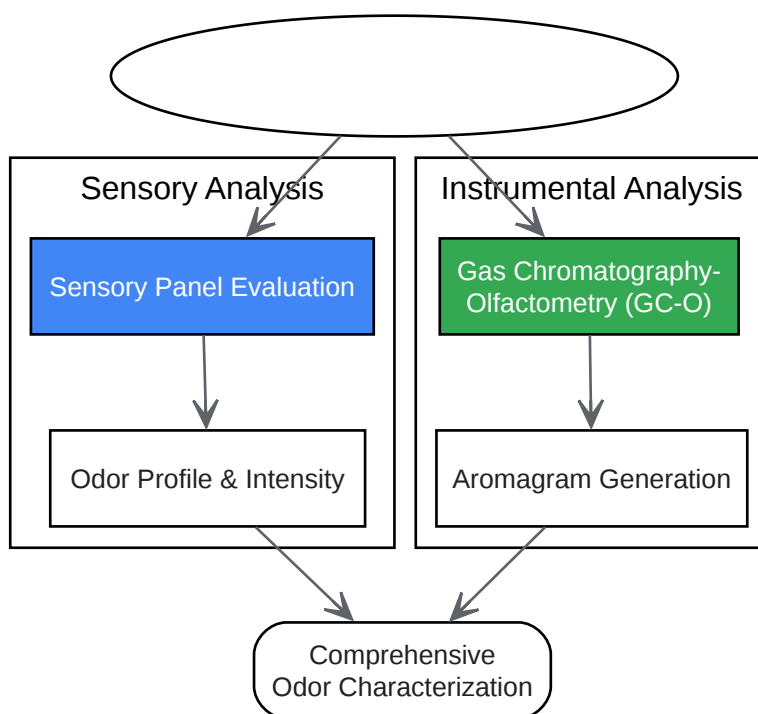 Sensory Analysis
Instrumental Analysis
Sensory Panel Evaluation
Gas Chromatography-
Olfactometry (GC-O)
Odor Profile & Intensity
Aromagram Generation
Comprehensive
Odor Characterization